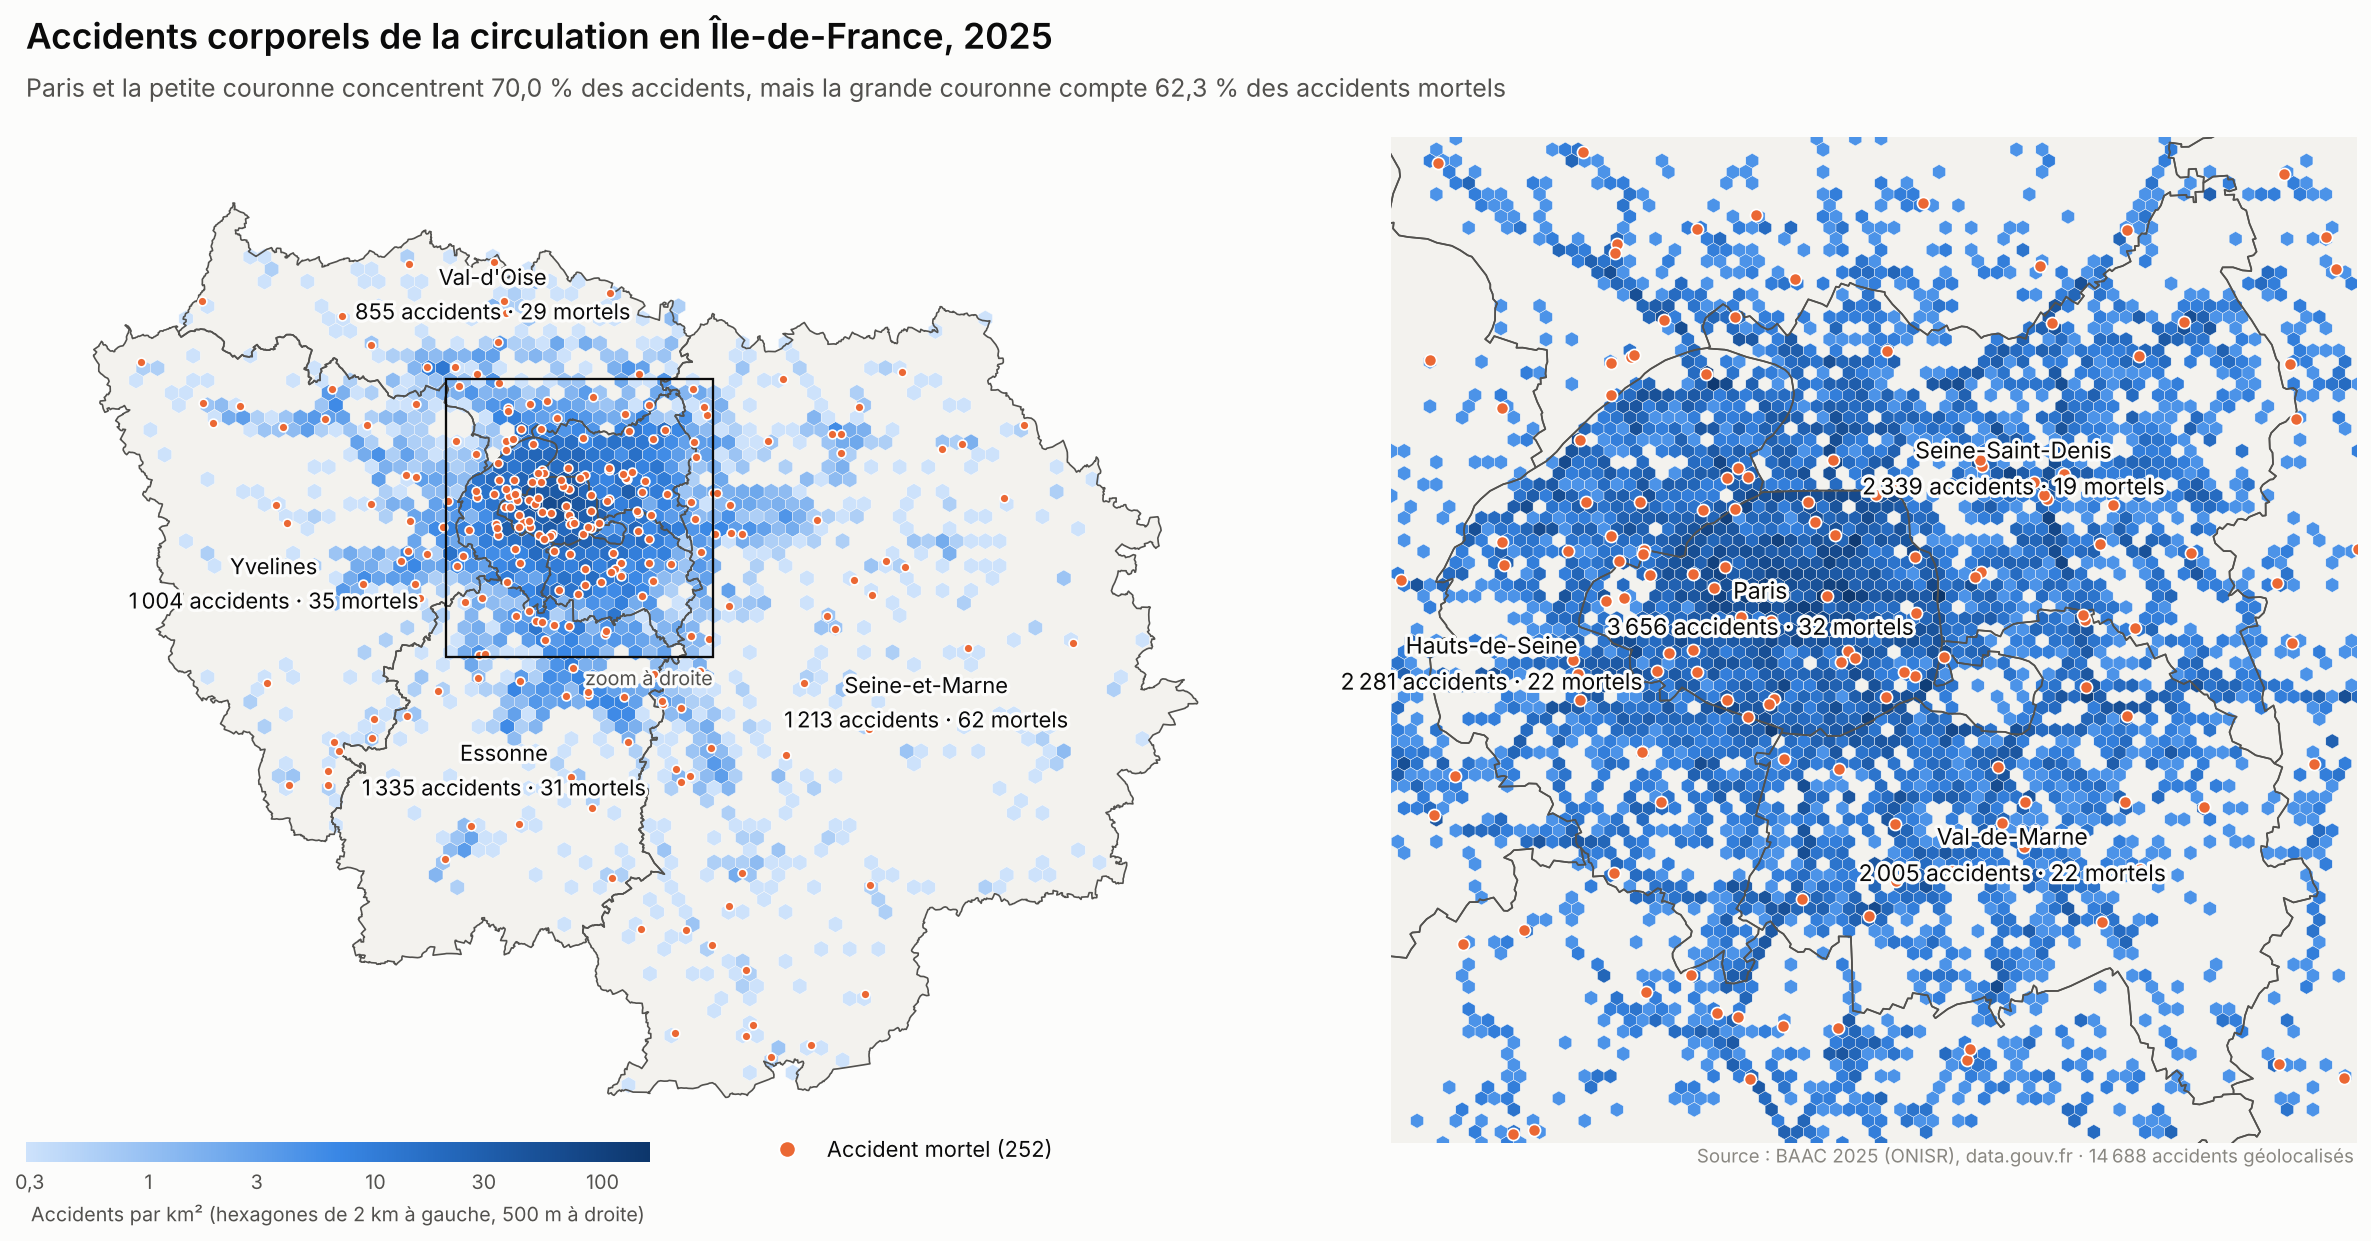 Accidents corporels de la circulation en Île-de-France, 2025
Paris et la petite couronne concentrent 70,0 % des accidents, mais la grande couronne compte 62,3 % des accidents mortels
Val-d'Oise
855 accidents · 29 mortels
Yvelines
1 004 accidents · 35 mortels
zoom à droite
Seine-et-Marne
1 213 accidents · 62 mortels
Essonne
1 335 accidents · 31 mortels
Seine-Saint-Denis
2 339 accidents · 19 mortels
Paris
3 656 accidents · 32 mortels
Hauts-de-Seine
2 281 accidents · 22 mortels
Val-de-Marne
2 005 accidents · 22 mortels
0,3 1 3 10 30 100
Accidents par km² (hexagones de 2 km à gauche, 500 m à droite)
Accident mortel (252)
Source : BAAC 2025 (ONISR), data.gouv.fr · 14 688 accidents géolocalisés